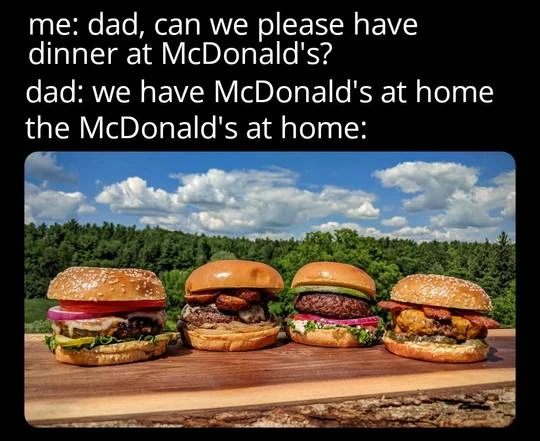 me: dad, can we please have
dinner at McDonald's?
dad: we have McDonald's at home
the McDonald's at home: